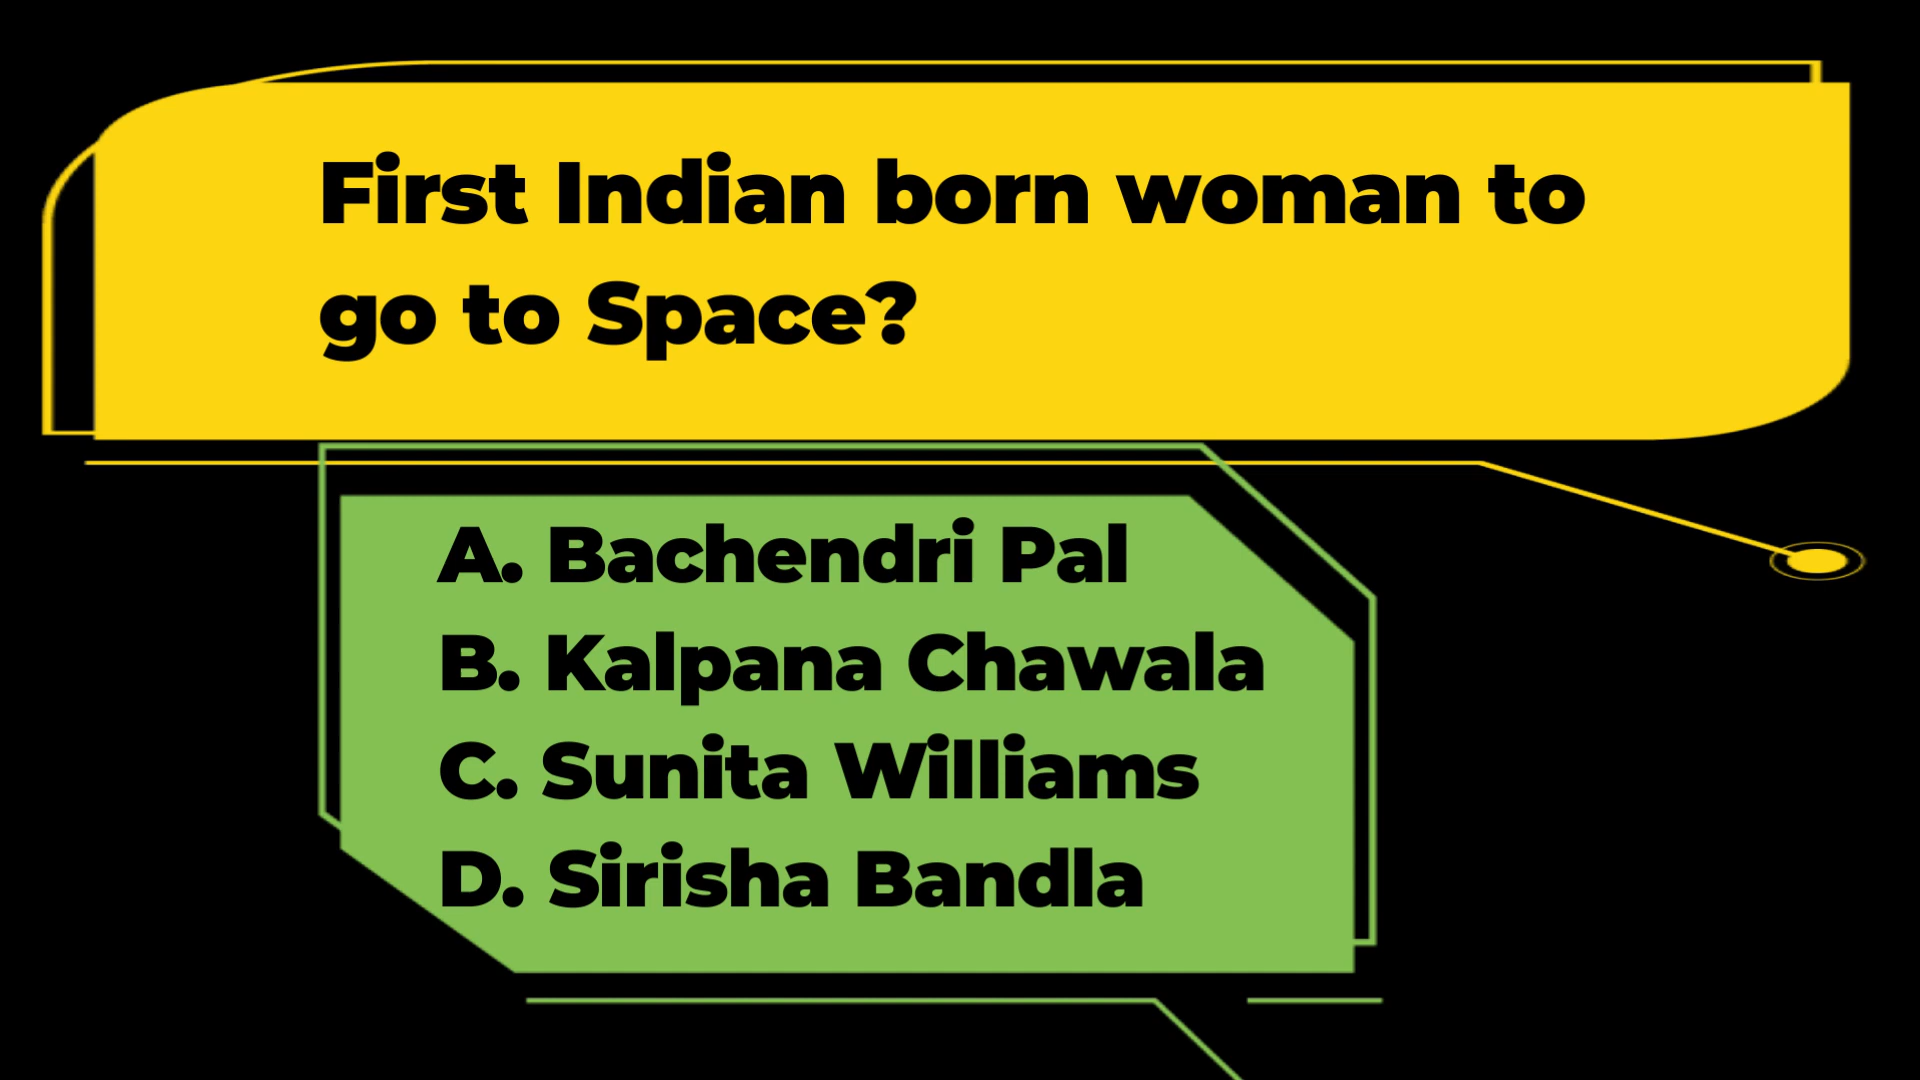 First Indian born woman to
go to Space?
A. Bachendri Pal
B. Kalpana Chawala
C. Sunita Williams
D. Sirisha Bandla